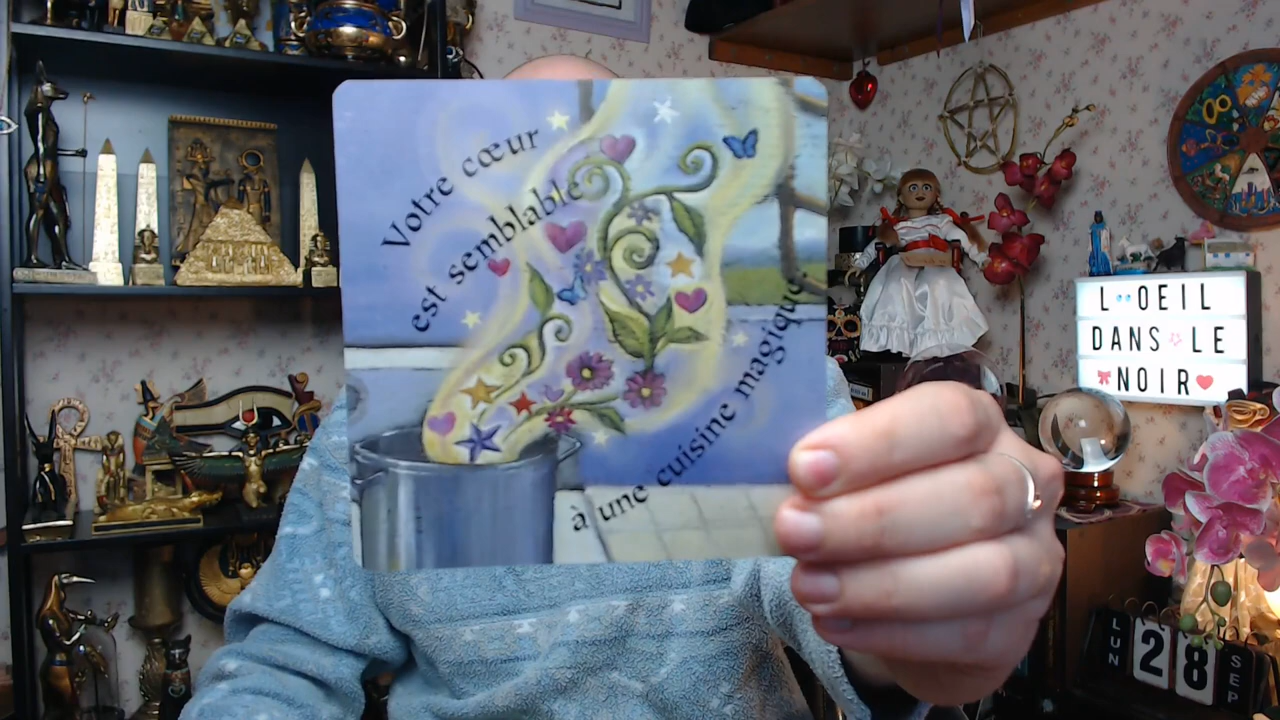 Votre cœur
est semblable
à une cuisine magique
L OEIL
DANS LE
NOIR
LUN
28
SEP